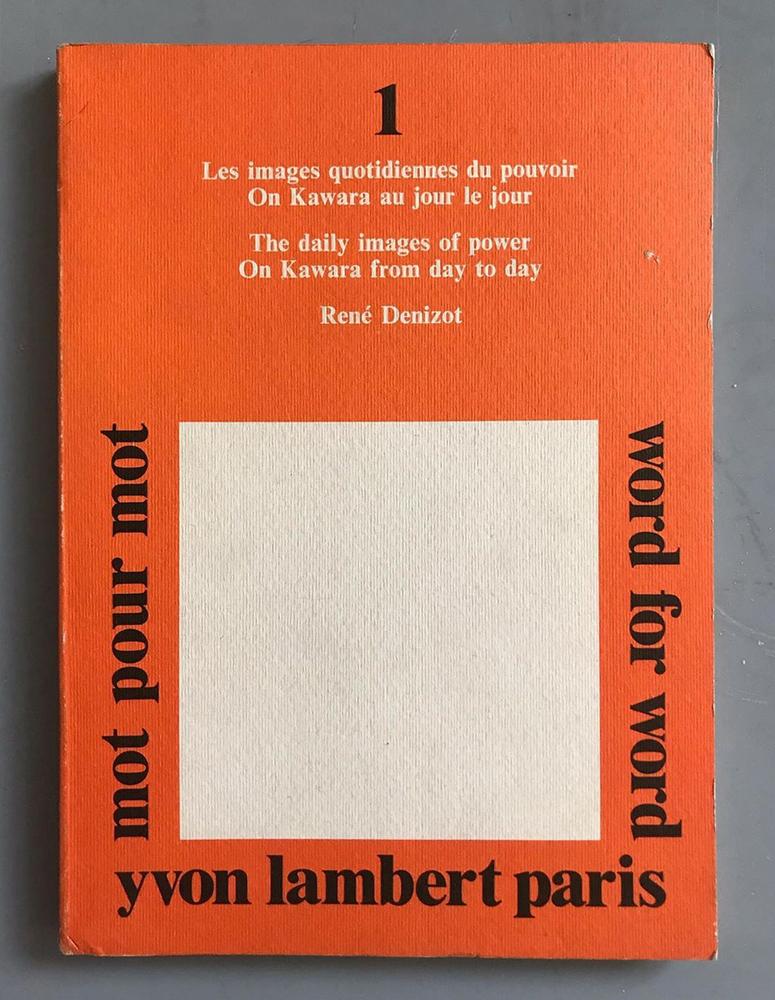 1
Les images quotidiennes du pouvoir
On Kawara au jour le jour
The daily images of power
On Kawara from day to day
René Denizot
mot pour mot
word for word
yvon lambert paris